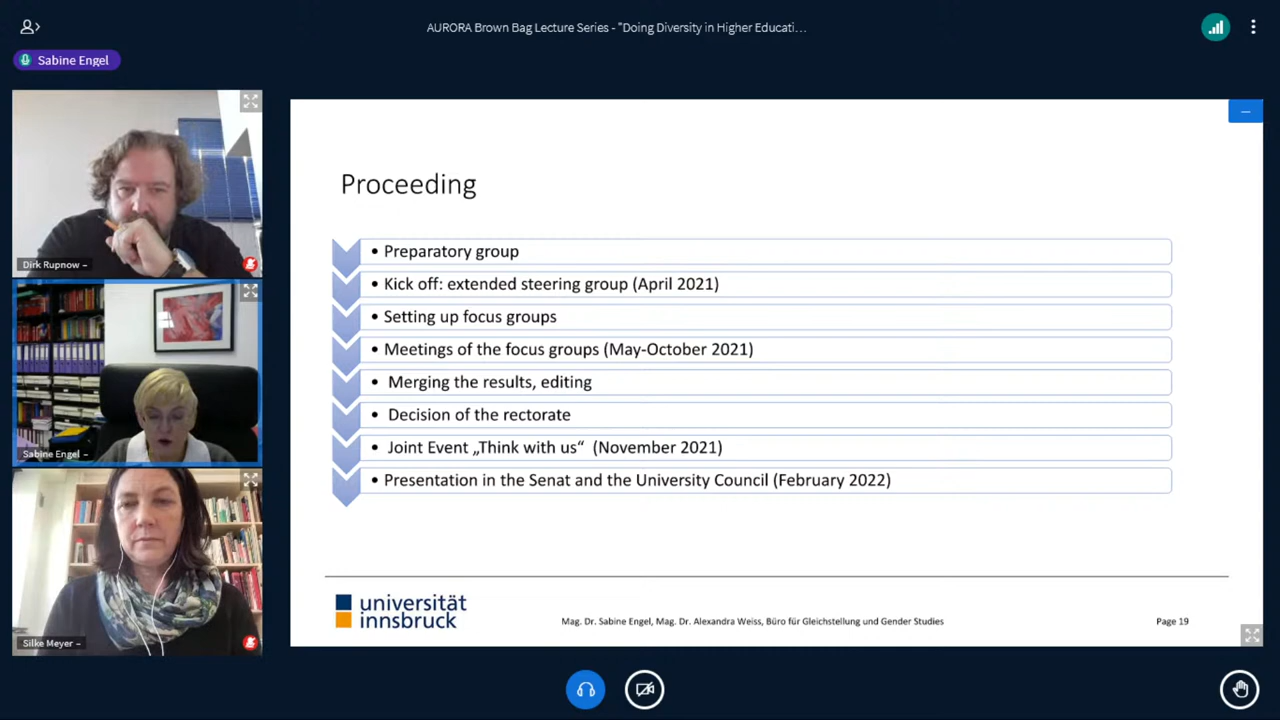 AURORA Brown Bag Lecture Series - "Doing Diversity in Higher Educati…
Sabine Engel
Dirk Rupnow –
Sabine Engel –
Silke Meyer –
Proceeding
• Preparatory group
• Kick off: extended steering group (April 2021)
• Setting up focus groups
• Meetings of the focus groups (May-October 2021)
• Merging the results, editing
• Decision of the rectorate
• Joint Event „Think with us“ (November 2021)
• Presentation in the Senat and the University Council (February 2022)
universität
innsbruck
Mag. Dr. Sabine Engel, Mag. Dr. Alexandra Weiss, Büro für Gleichstellung und Gender Studies
Page 19